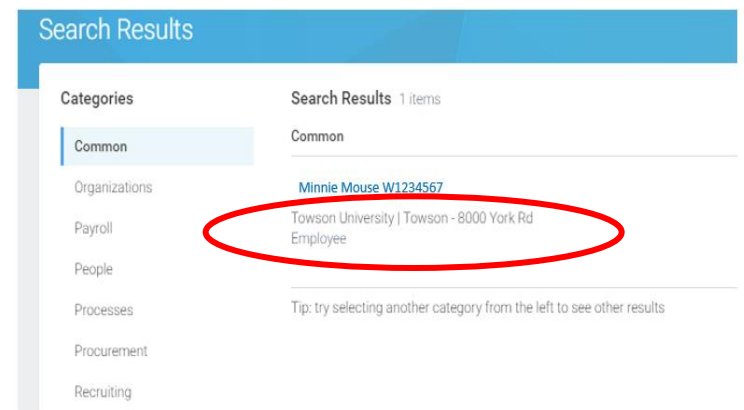 Search Results
Categories
Common
Organizations
Payroll
People
Processes
Procurement
Recruiting
Search Results 1 items
Common
Minnie Mouse W1234567
Towson University | Towson - 8000 York Rd
Employee
Tip: try selecting another category from the left to see other results